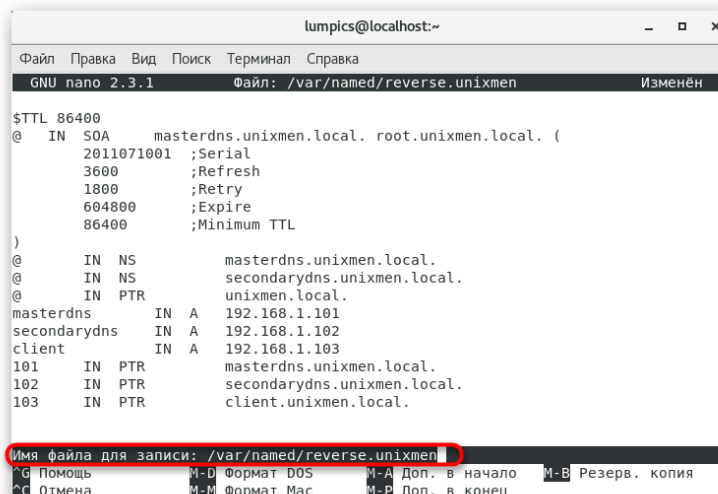 lumpics@localhost:~
Файл Правка Вид Поиск Терминал Справка
GNU nano 2.3.1 Файл: /var/named/reverse.unixmen Изменён
$TTL 86400
@ IN SOA masterdns.unixmen.local. root.unixmen.local. (
2011071001 ;Serial
3600 ;Refresh
1800 ;Retry
604800 ;Expire
86400 ;Minimum TTL
)
@ IN NS masterdns.unixmen.local.
@ IN NS secondarydns.unixmen.local.
@ IN PTR unixmen.local.
masterdns IN A 192.168.1.101
secondarydns IN A 192.168.1.102
client IN A 192.168.1.103
101 IN PTR masterdns.unixmen.local.
102 IN PTR secondarydns.unixmen.local.
103 IN PTR client.unixmen.local.
Имя файла для записи: /var/named/reverse.unixmen
^G Помощь M-D Формат DOS M-A Доп. в начало M-B Резерв. копия
^C Отмена M-M Формат Mac M-P Доп. в конец